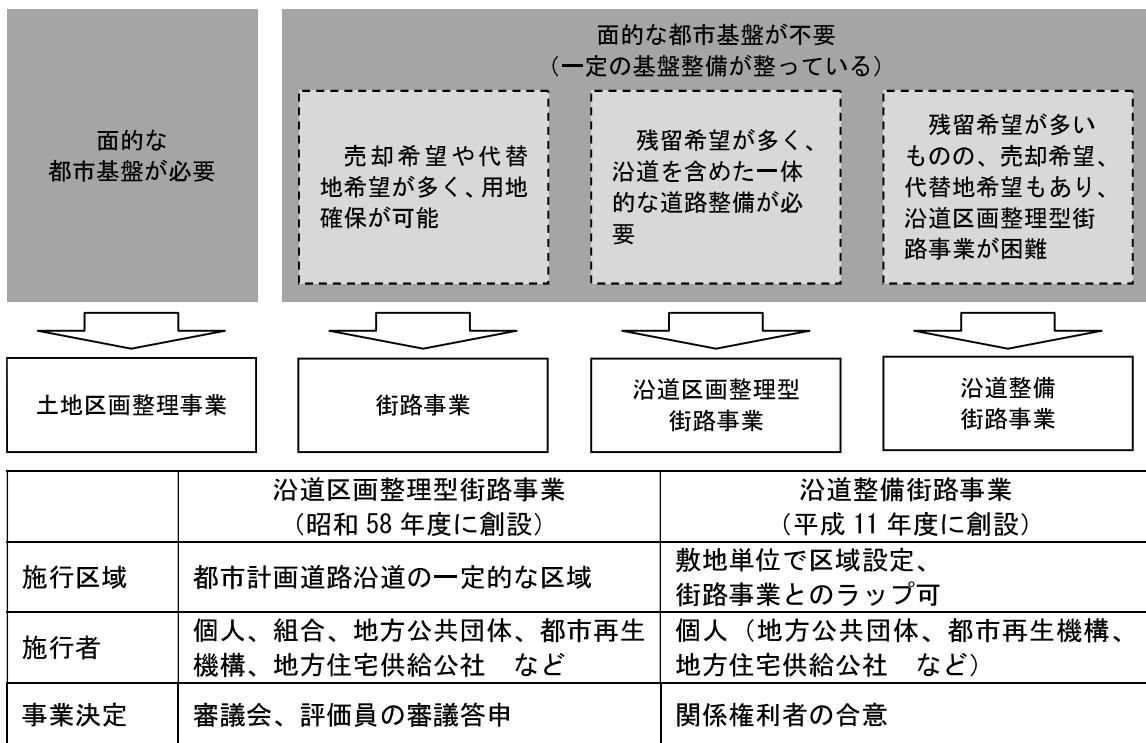 面的な
都市基盤が必要
面的な都市基盤が不要
（一定の基盤整備が整っている）
売却希望や代替
地希望が多く、用地
確保が可能
残留希望が多く、
沿道を含めた一体
的な道路整備が必
要
残留希望が多い
ものの、売却希望、
代替地希望もあり、
沿道区画整理型街
路事業が困難
土地区画整理事業
街路事業
沿道区画整理型
街路事業
沿道整備
街路事業
沿道区画整理型街路事業
（昭和 58 年度に創設）
沿道整備街路事業
（平成 11 年度に創設）
施行区域
都市計画道路沿道の一定的な区域
敷地単位で区域設定、
街路事業とのラップ可
施行者
個人、組合、地方公共団体、都市再生
機構、地方住宅供給公社　など
個人（地方公共団体、都市再生機構、
地方住宅供給公社　など）
事業決定
審議会、評価員の審議答申
関係権利者の合意